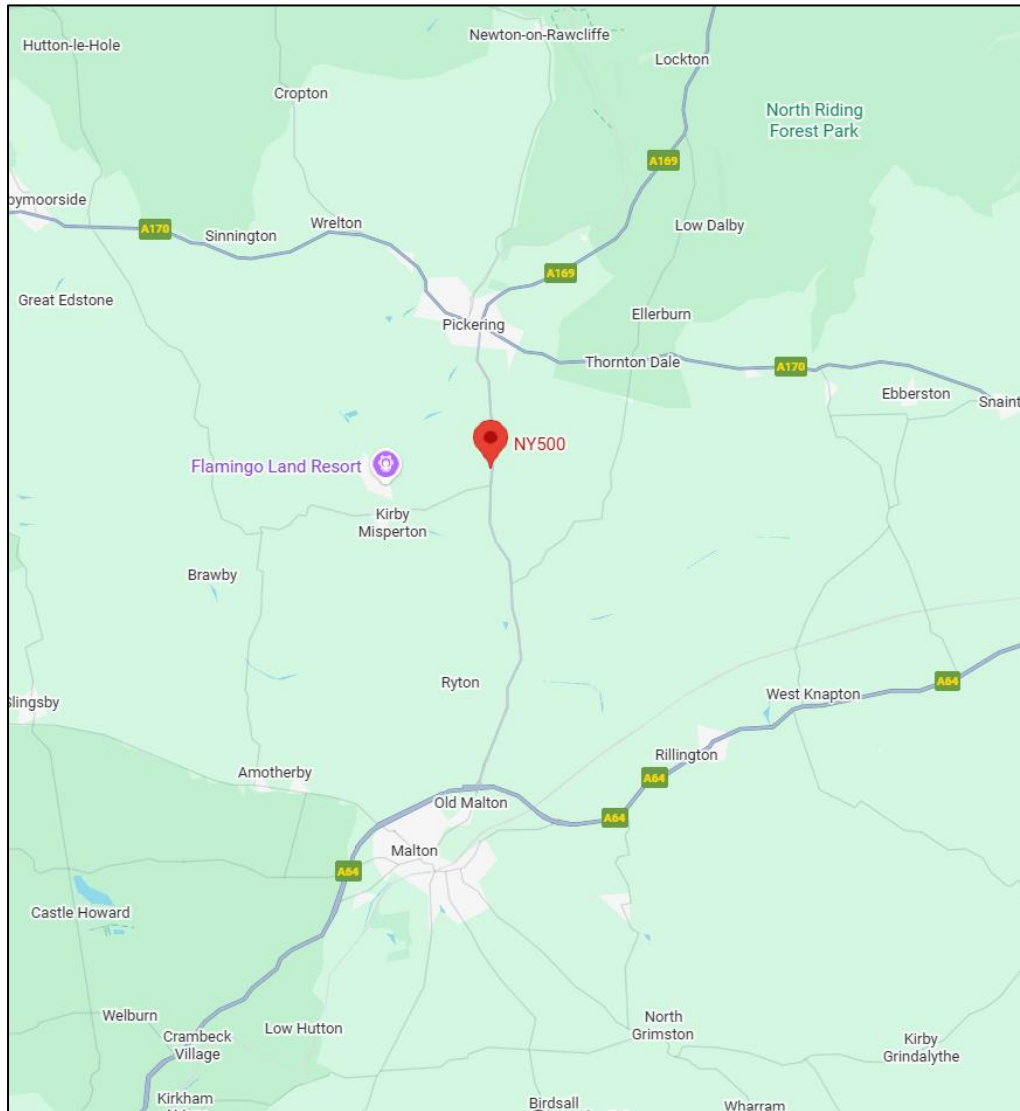 Newton-on-Rawcliffe
Hutton-le-Hole
Lockton
Cropton
North Riding
Forest Park
A169
bymoorside
A170
Sinnington
Wrelton
Low Dalby
A169
Great Edstone
Ellerburn
Pickering
Thornton Dale
A170
Ebberston
Snaint
NY500
Flamingo Land Resort
Kirby
Misperton
Brawby
Ryton
A64
West Knapton
Slingsby
Rillington
Amotherby
A64
Old Malton
A64
Malton
A64
Castle Howard
Welburn
Low Hutton
North
Grimston
Crambeck
Village
Kirby
Grindalythe
Kirkham
Birdsall
Wharram